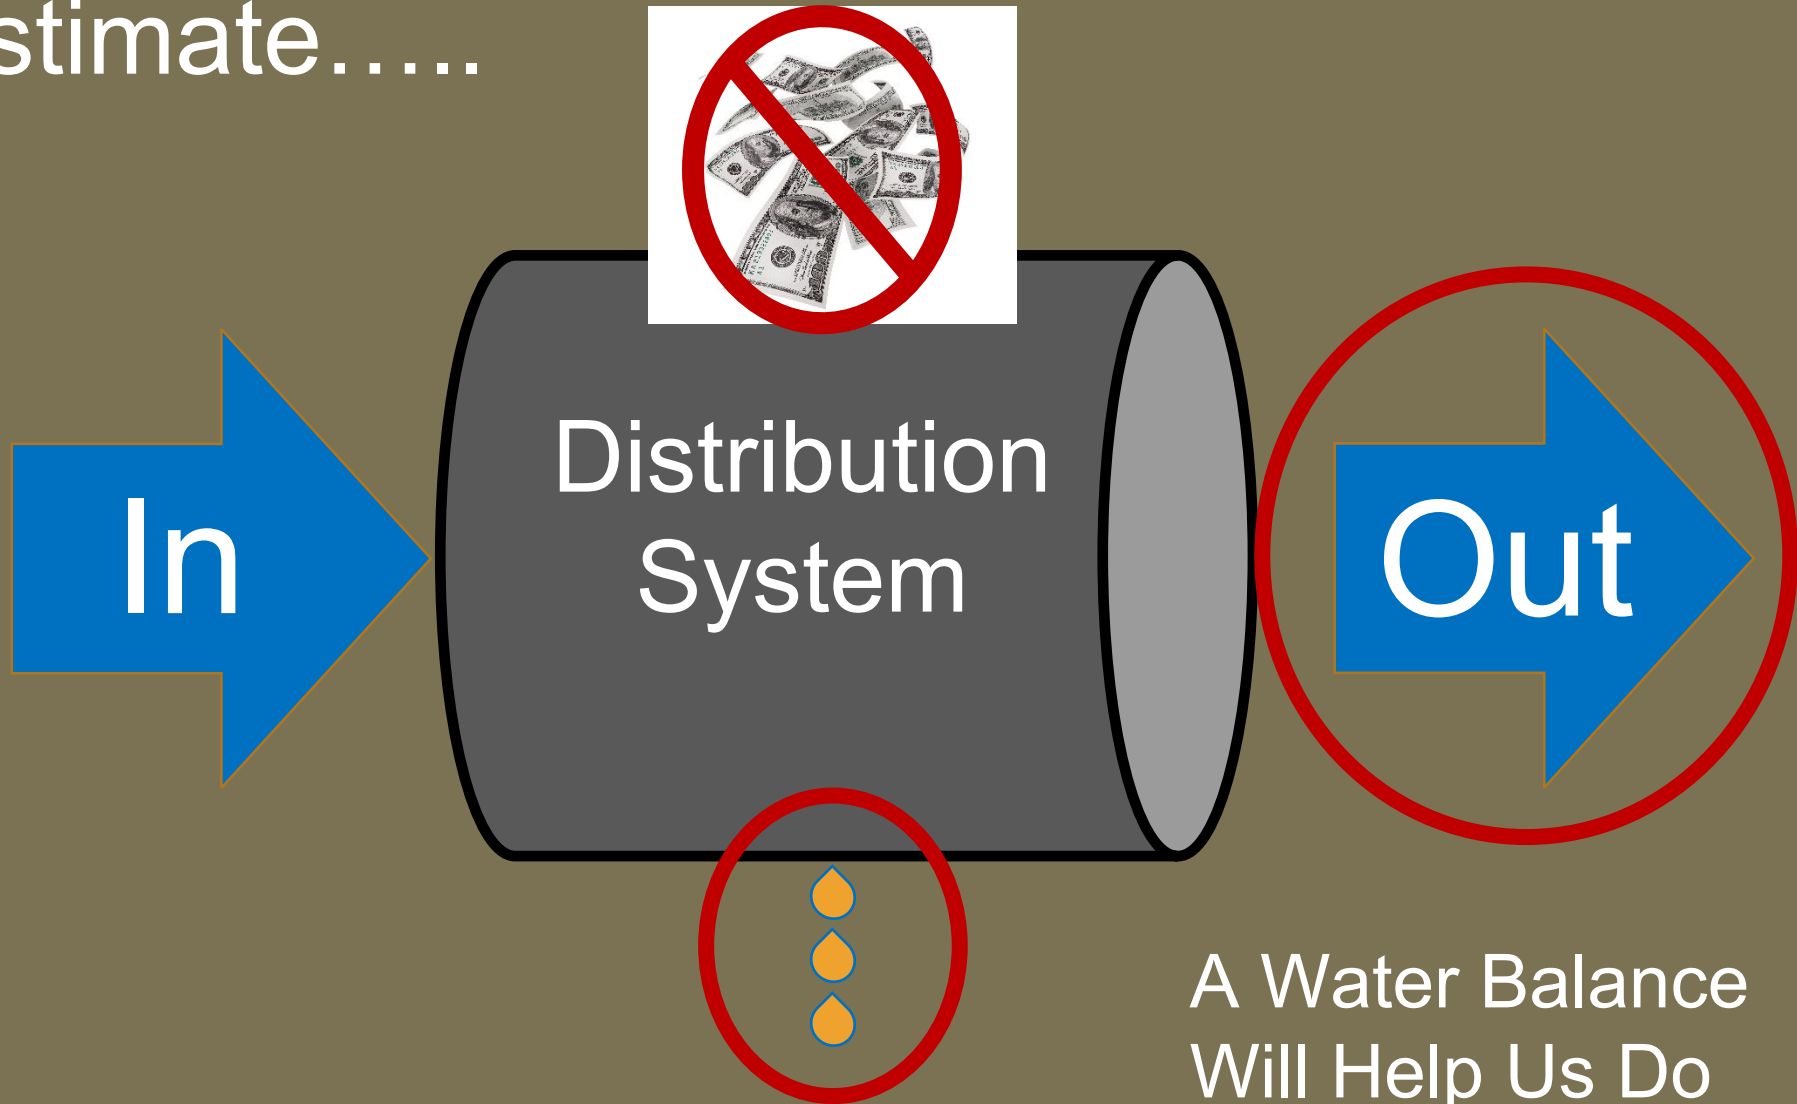 stimate…..
Distribution
System
In
Out
A Water Balance
Will Help Us Do